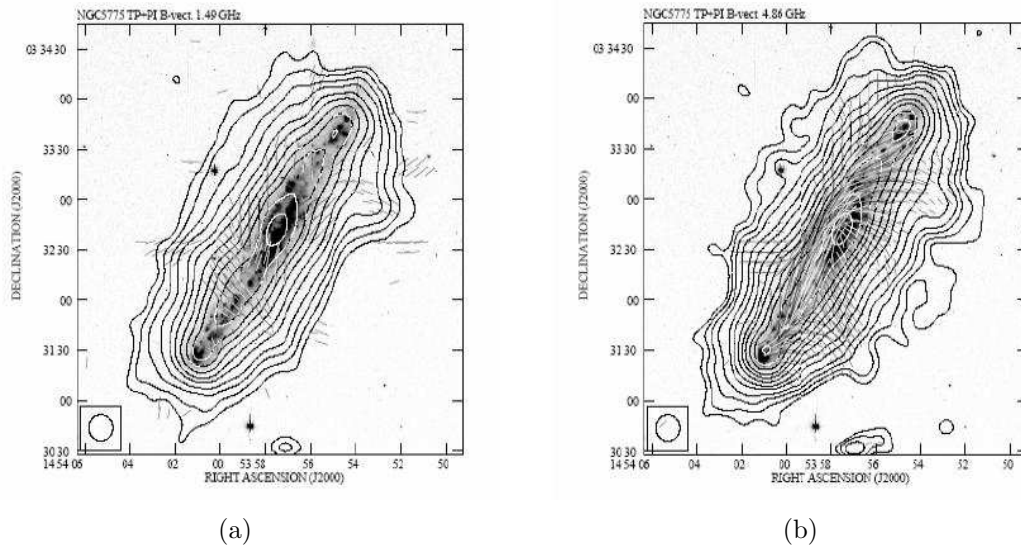 NGC5775 TP+PI B-vect. 1.49 GHz
03 34 30
00
33 30
00
32 30
00
31 30
00
30 30
DECLINATION (J2000)
14 54 06 04 02 00 53 58 56 54 52 50
RIGHT ASCENSION (J2000)
(a)
NGC5775 TP+PI B-vect. 4.86 GHz
03 34 30
00
33 30
00
32 30
00
31 30
00
30 30
DECLINATION (J2000)
14 54 06 04 02 00 53 58 56 54 52 50
RIGHT ASCENSION (J2000)
(b)